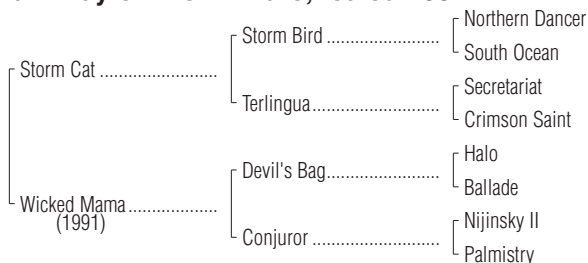 Northern Dancer
Storm Bird
South Ocean
Storm Cat
Secretariat
Terlingua
Crimson Saint
Halo
Devil's Bag
Ballade
Wicked Mama
(1991)
Nijinsky II
Conjuror
Palmistry